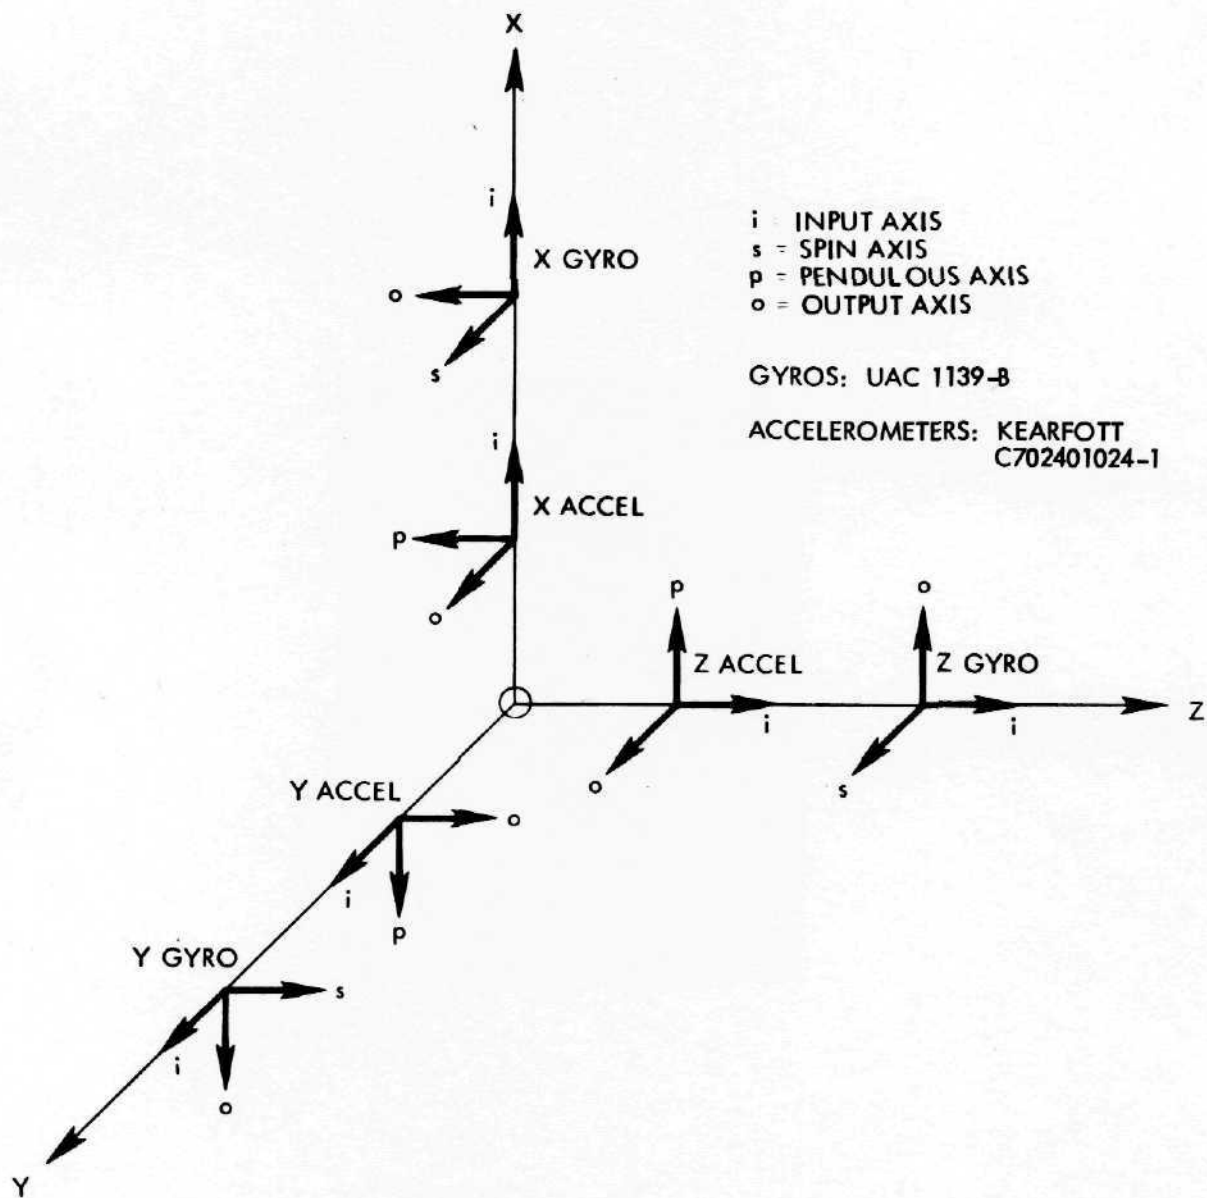 X
i
X GYRO
o
s
i = INPUT AXIS
s = SPIN AXIS
p = PENDULOUS AXIS
o = OUTPUT AXIS
GYROS: UAC 1139-B
ACCELEROMETERS: KEARFOTT
C702401024-1
i
X ACCEL
p
o
p
Z ACCEL
i
o
o
Z GYRO
i
s
Z
Y ACCEL
o
i
p
Y GYRO
s
i
o
Y